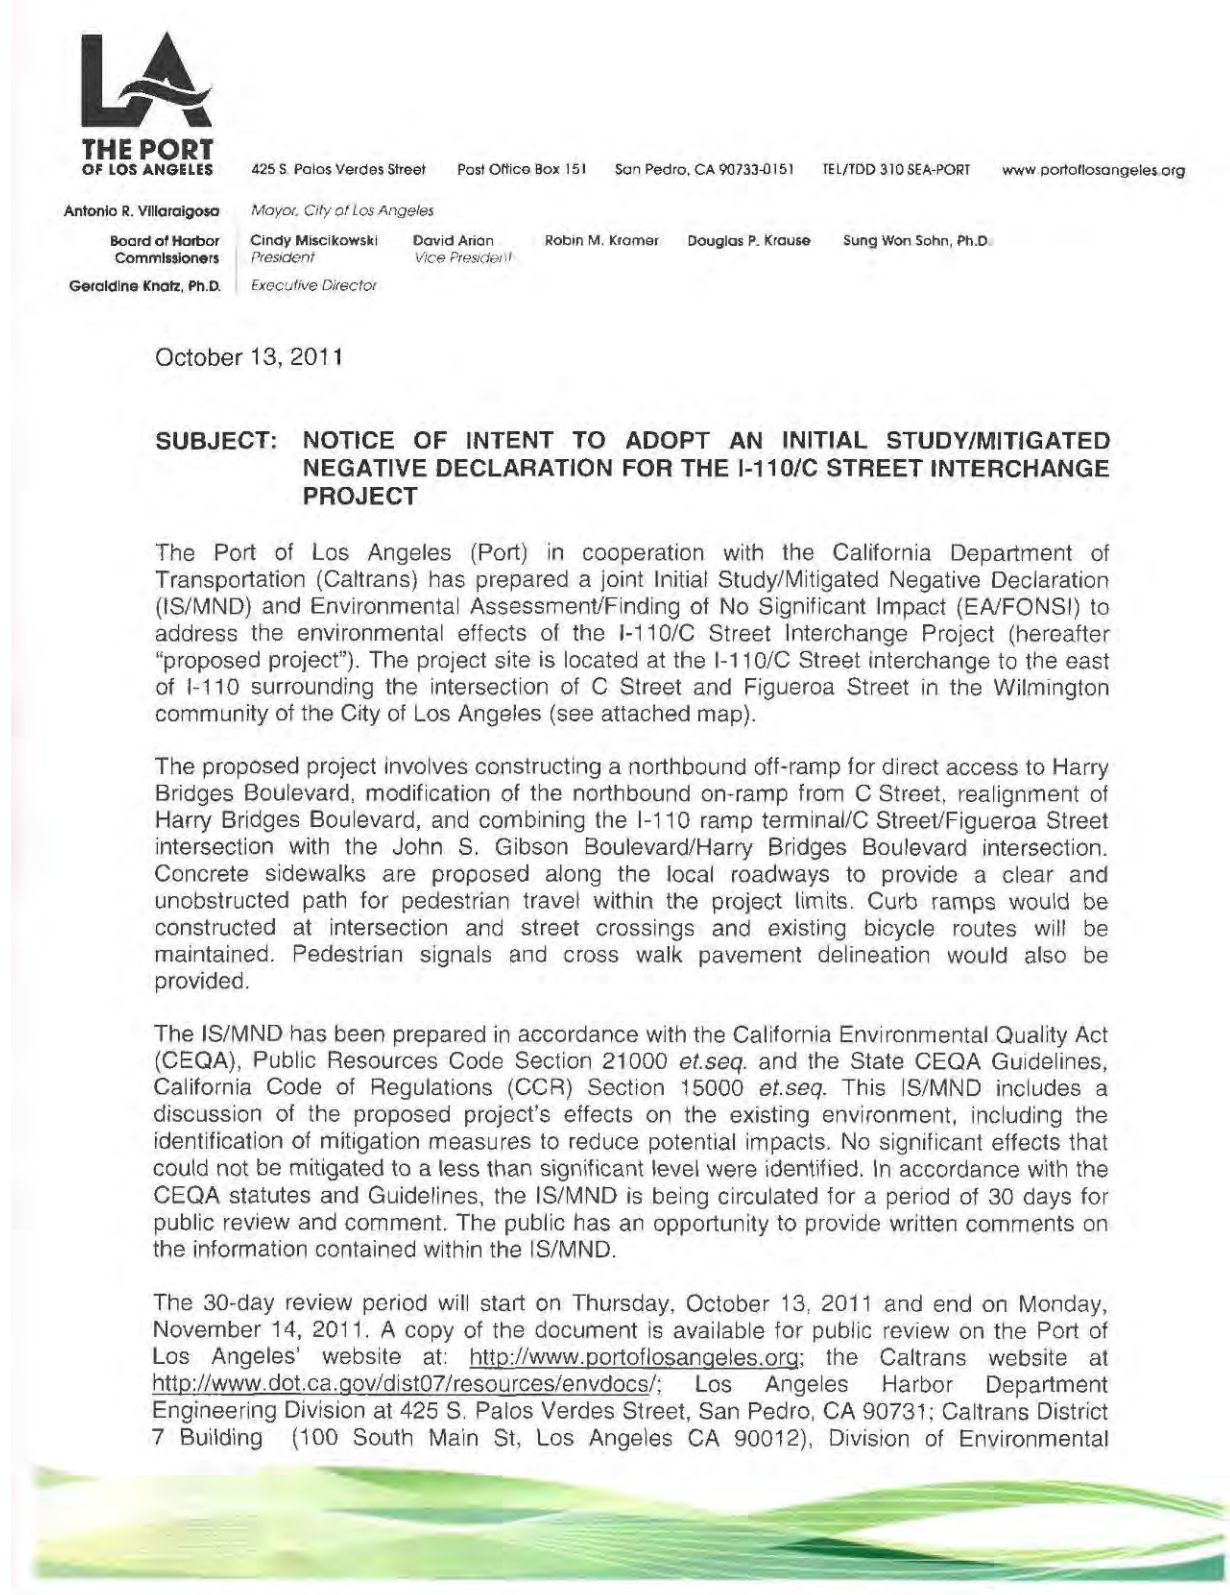 LA
THE PORT
OF LOS ANGELES
425 S. Palos Verdes Street Post Office Box 151 San Pedro, CA 90733-0151 TEL/TDD 310 SEA-PORT www.portoflosangeles.org
Antonio R. Villaraigosa Mayor, City of Los Angeles
Board of Harbor Commissioners
Cindy Miscikowski President
David Arian Vice President
Robin M. Kramer
Douglas P. Krause
Sung Won Sohn, Ph.D.
Geraldine Knatz, Ph.D. Executive Director
October 13, 2011
SUBJECT: NOTICE OF INTENT TO ADOPT AN INITIAL STUDY/MITIGATED
NEGATIVE DECLARATION FOR THE I-110/C STREET INTERCHANGE
PROJECT
The Port of Los Angeles (Port) in cooperation with the California Department of
Transportation (Caltrans) has prepared a joint Initial Study/Mitigated Negative Declaration
(IS/MND) and Environmental Assessment/Finding of No Significant Impact (EA/FONSI) to
address the environmental effects of the I-110/C Street Interchange Project (hereafter
“proposed project”). The project site is located at the I-110/C Street interchange to the east
of I-110 surrounding the intersection of C Street and Figueroa Street in the Wilmington
community of the City of Los Angeles (see attached map).
The proposed project involves constructing a northbound off-ramp for direct access to Harry
Bridges Boulevard, modification of the northbound on-ramp from C Street, realignment of
Harry Bridges Boulevard, and combining the I-110 ramp terminal/C Street/Figueroa Street
intersection with the John S. Gibson Boulevard/Harry Bridges Boulevard intersection.
Concrete sidewalks are proposed along the local roadways to provide a clear and
unobstructed path for pedestrian travel within the project limits. Curb ramps would be
constructed at intersection and street crossings and existing bicycle routes will be
maintained. Pedestrian signals and cross walk pavement delineation would also be
provided.
The IS/MND has been prepared in accordance with the California Environmental Quality Act
(CEQA), Public Resources Code Section 21000 et.seq. and the State CEQA Guidelines,
California Code of Regulations (CCR) Section 15000 et.seq. This IS/MND includes a
discussion of the proposed project's effects on the existing environment, including the
identification of mitigation measures to reduce potential impacts. No significant effects that
could not be mitigated to a less than significant level were identified. In accordance with the
CEQA statutes and Guidelines, the IS/MND is being circulated for a period of 30 days for
public review and comment. The public has an opportunity to provide written comments on
the information contained within the IS/MND.
The 30-day review period will start on Thursday, October 13, 2011 and end on Monday,
November 14, 2011. A copy of the document is available for public review on the Port of
Los Angeles' website at: http://www.portoflosangeles.org; the Caltrans website at
http://www.dot.ca.gov/dist07/resources/envdocs/; Los Angeles Harbor Department
Engineering Division at 425 S. Palos Verdes Street, San Pedro, CA 90731; Caltrans District
7 Building (100 South Main St, Los Angeles CA 90012), Division of Environmental